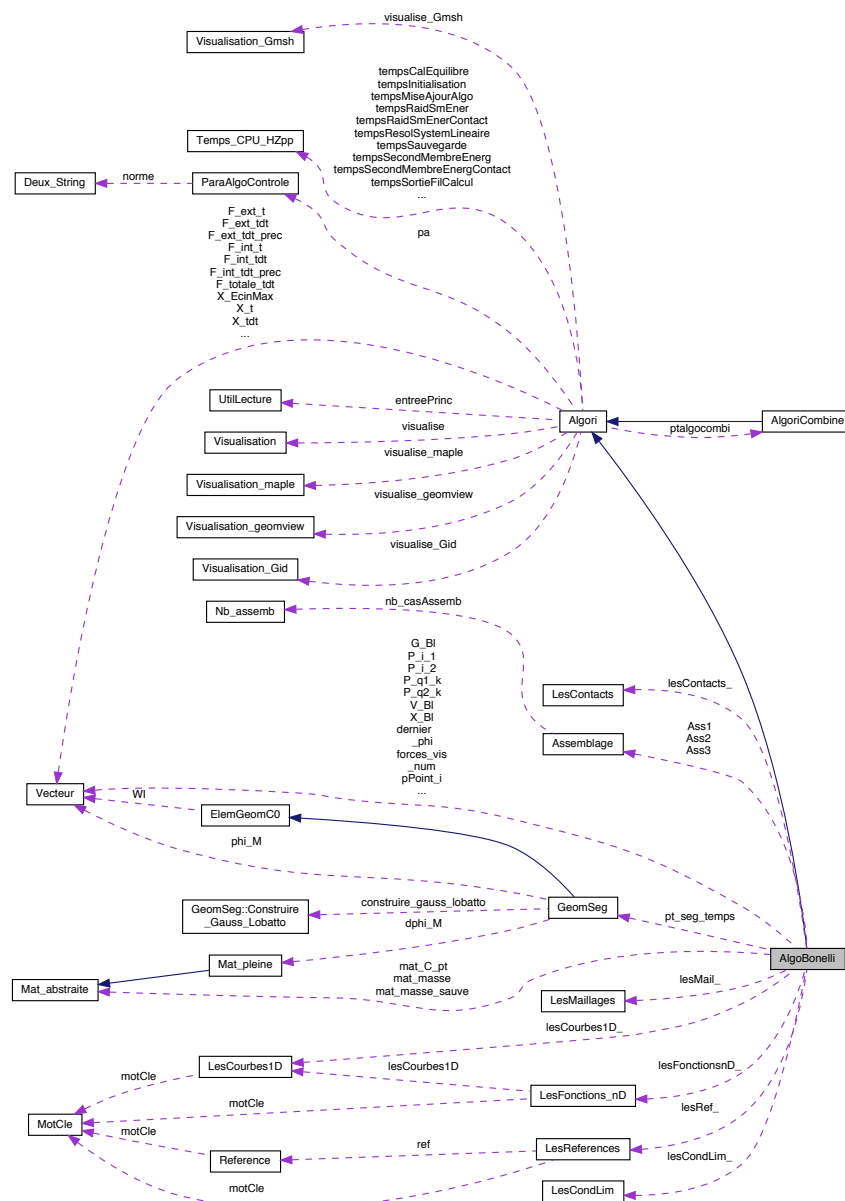 visualise_Gmsh
Visualisation_Gmsh
tempsCalEquilibre
tempsInitialisation
tempsMiseAjourAlgo
tempsRaidSmEner
tempsRaidSmEnerContact
tempsResolSystemLineaire
tempsSauvegarde
tempsSecondMembreEnerg
tempsSecondMembreEnergContact
tempsSortieFilCalcul
...
Temps_CPU_HZpp
Deux_String
norme
ParaAlgoControle
pa
F_ext_t
F_ext_tdt
F_ext_tdt_prec
F_int_t
F_int_tdt
F_int_tdt_prec
F_totale_tdt
X_EcinMax
X_t
X_tdt
...
UtilLecture
entreePrinc
Algori
ptalgocombi
AlgoriCombine
visualise
Visualisation
visualise_maple
Visualisation_maple
visualise_geomview
Visualisation_geomview
visualise_Gid
Visualisation_Gid
nb_casAssemb
Nb_assemb
G_Bl
P_i_1
P_i_2
P_q1_k
P_q2_k
V_Bl
X_Bl
dernier
_phi
forces_vis
_num
pPoint_i
...
LesContacts
lesContacts_
Assemblage
Ass1
Ass2
Ass3
Vecteur
WI
ElemGeomC0
phi_M
GeomSeg::Construire
_Gauss_Lobatto
construire_gauss_lobatto
GeomSeg
pt_seg_temps
dphi_M
AlgoBonelli
Mat_pleine
Mat_abstraite
mat_C_pt
mat_masse
mat_masse_sauve
LesMaillages
lesMail_
lesCourbes1D_
LesCourbes1D
lesCourbes1D
lesFonctionsnD_
motCle
LesFonctions_nD
motCle
lesRef_
MotCle
motCle
Reference
ref
LesReferences
lesCondLim_
motCle
LesCondLim